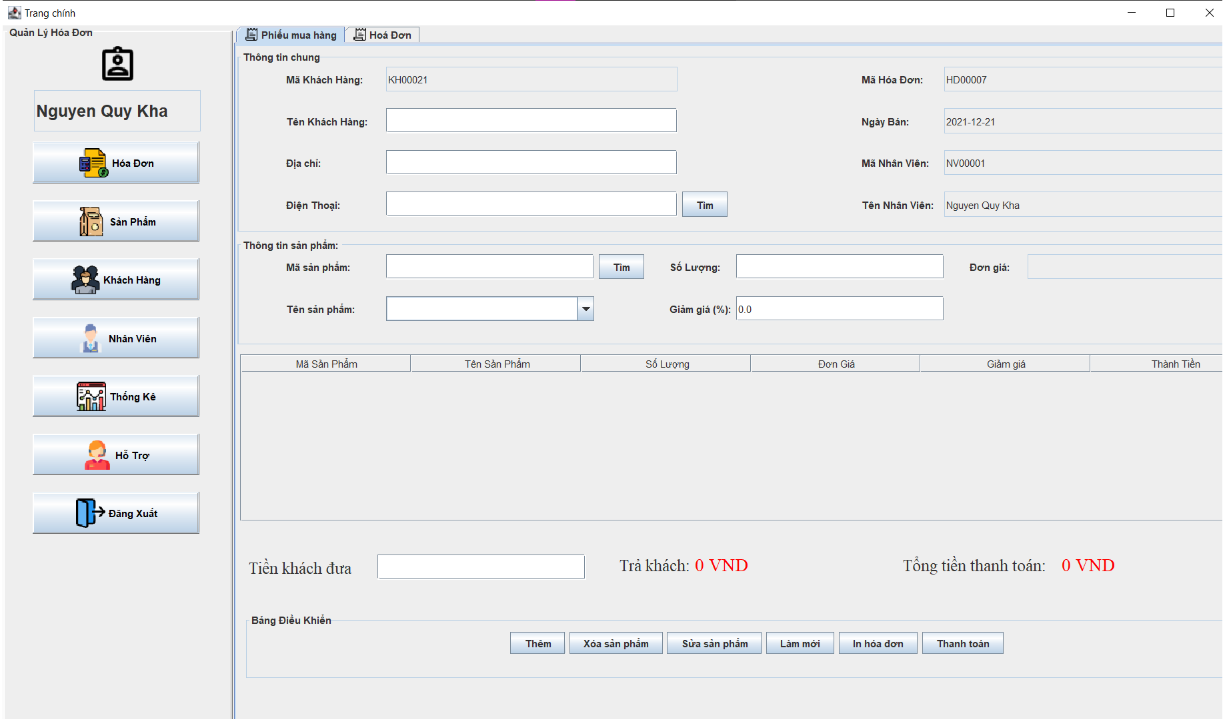 Trang chính
Quản Lý Hóa Đơn
Nguyen Quy Kha
Hóa Đơn
Sản Phẩm
Khách Hàng
Nhân Viên
Thống Kê
Hỗ Trợ
Đăng Xuất
Phiếu mua hàng
Hoá Đơn
Thông tin chung
Mã Khách Hàng: KH00021 Mã Hóa Đơn: HD00007
Tên Khách Hàng: Ngày Bán: 2021-12-21
Địa chỉ: Mã Nhân Viên: NV00001
Điện Thoại: Tìm Tên Nhân Viên: Nguyen Quy Kha
Thông tin sản phẩm:
Mã sản phẩm: Tìm Số Lượng: Đơn giá:
Tên sản phẩm: Giảm giá (%): 0.0
Mã Sản Phẩm Tên Sản Phẩm Số Lượng Đơn Giá Giảm giá Thành Tiền
Tiền khách đưa Trả khách: 0 VND Tổng tiền thanh toán: 0 VND
Bảng Điều Khiển
Thêm Xóa sản phẩm Sửa sản phẩm Làm mới In hóa đơn Thanh toán